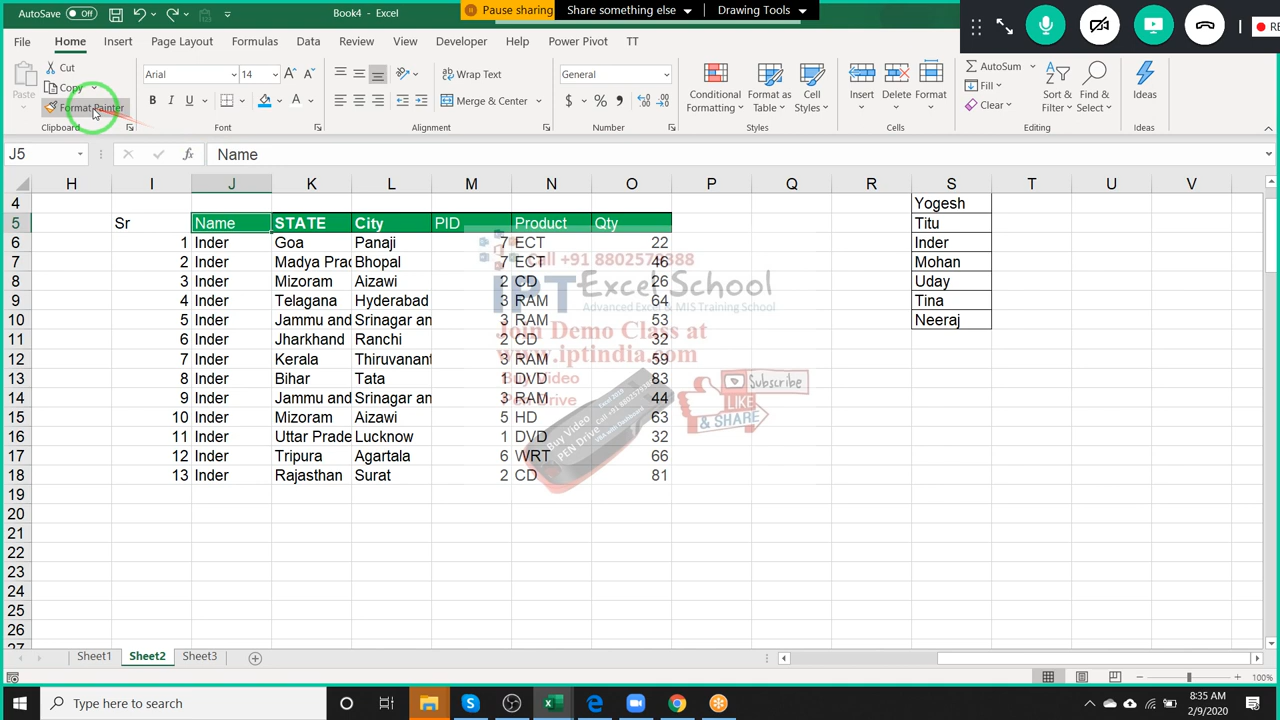 AutoSave Off
Book4 - Excel
Pause sharing
Share something else
Drawing Tools
RE
File Home Insert Page Layout Formulas Data Review View Developer Help Power Pivot TT
Paste
Cut
Copy
Format Painter
Clipboard
Arial 14
B I U
Font
Wrap Text
Merge & Center
Alignment
General
$ % ,
Number
Conditional Formatting
Format as Table
Cell Styles
Styles
Insert Delete Format
Cells
AutoSum
Fill
Clear
Sort & Filter
Find & Select
Editing
Ideas
Ideas
J5 fx Name
H I J K L M N O P Q R S T U V
4 Yogesh
5 Sr Name STATE City PID Product Qty Titu
6 1 Inder Goa Panaji 7 ECT 22 Inder
7 2 Inder Madya Prad Bhopal 7 ECT 46 Mohan
8 3 Inder Mizoram Aizawi 2 CD 26 Uday
9 4 Inder Telagana Hyderabad 3 RAM 64 Tina
10 5 Inder Jammu and Srinagar an 3 RAM 53 Neeraj
11 6 Inder Jharkhand Ranchi 2 CD 32
12 7 Inder Kerala Thiruvanant 3 RAM 59
13 8 Inder Bihar Tata 1 DVD 83
14 9 Inder Jammu and Srinagar an 3 RAM 44
15 10 Inder Mizoram Aizawi 5 HD 63
16 11 Inder Uttar Prade Lucknow 1 DVD 32
17 12 Inder Tripura Agartala 6 WRT 66
18 13 Inder Rajasthan Surat 2 CD 81
19
20
21
22
23
24
25
26
27
Call +91 8802579388
IPT Excel School
Advanced Excel & MIS Training School
Join Demo Class at
www.iptindia.com
Buy Video
Pen Drive
Buy Video
PEN Drive
Subscribe
LIKE
& SHARE
Sheet1 Sheet2 Sheet3
100%
Type here to search
8:35 AM
2/9/2020